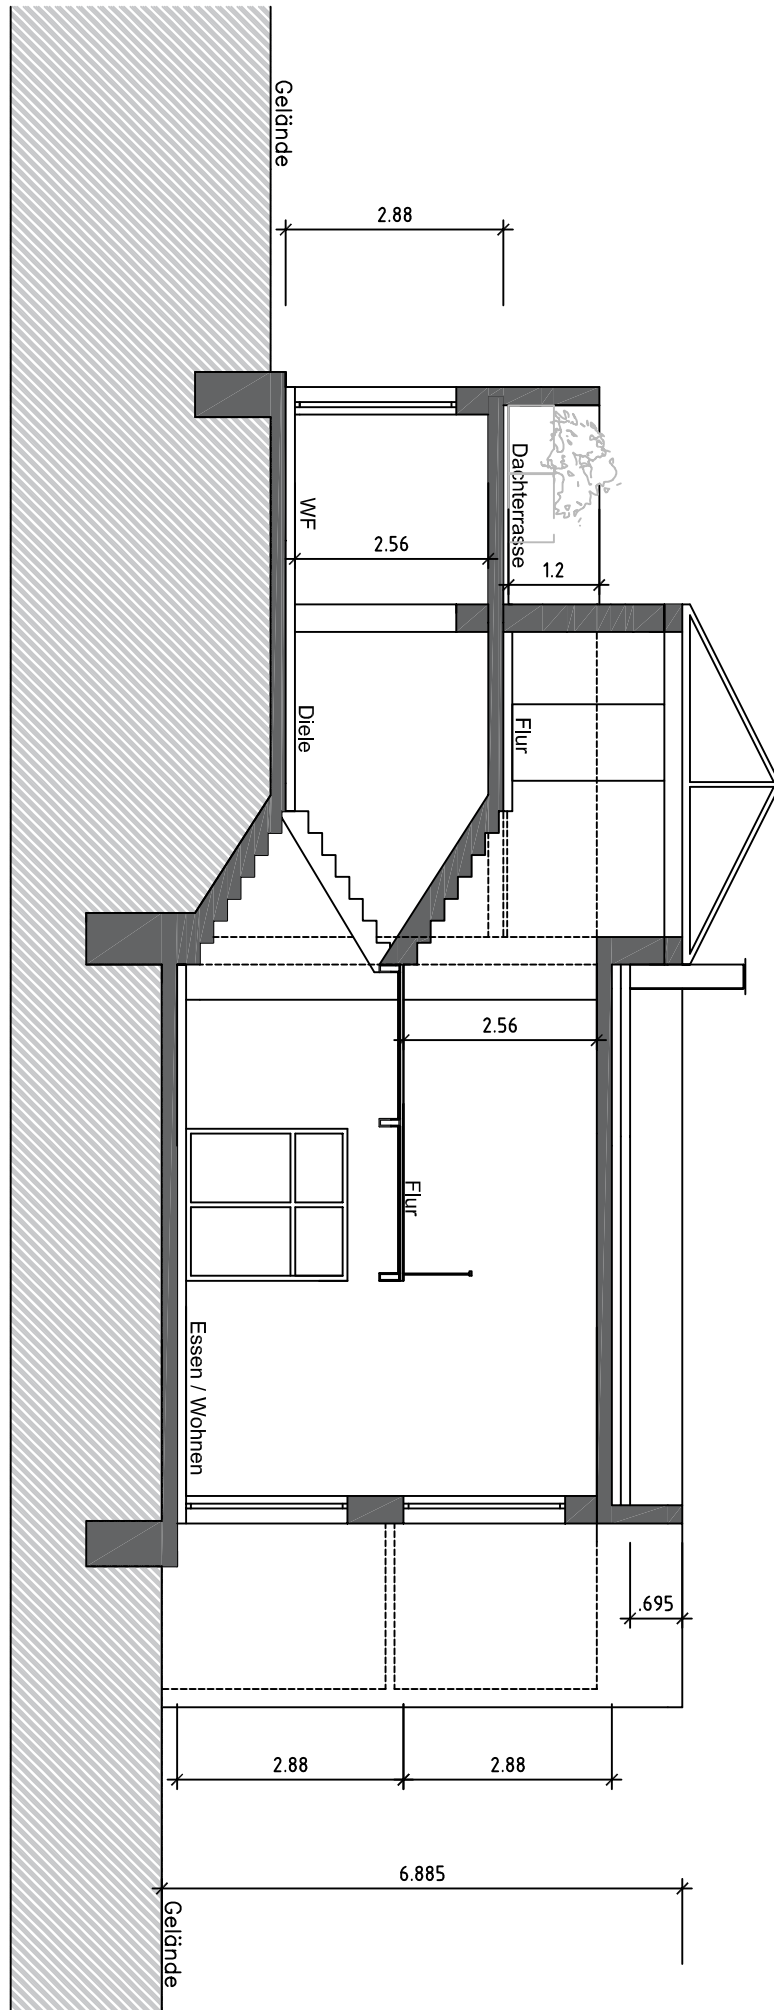 Gelände
2.88
Dachterrasse
WF
2.56
1.2
Diele
Flur
2.56
Flur
Essen / Wohnen
.695
2.88
2.88
6.885
Gelände